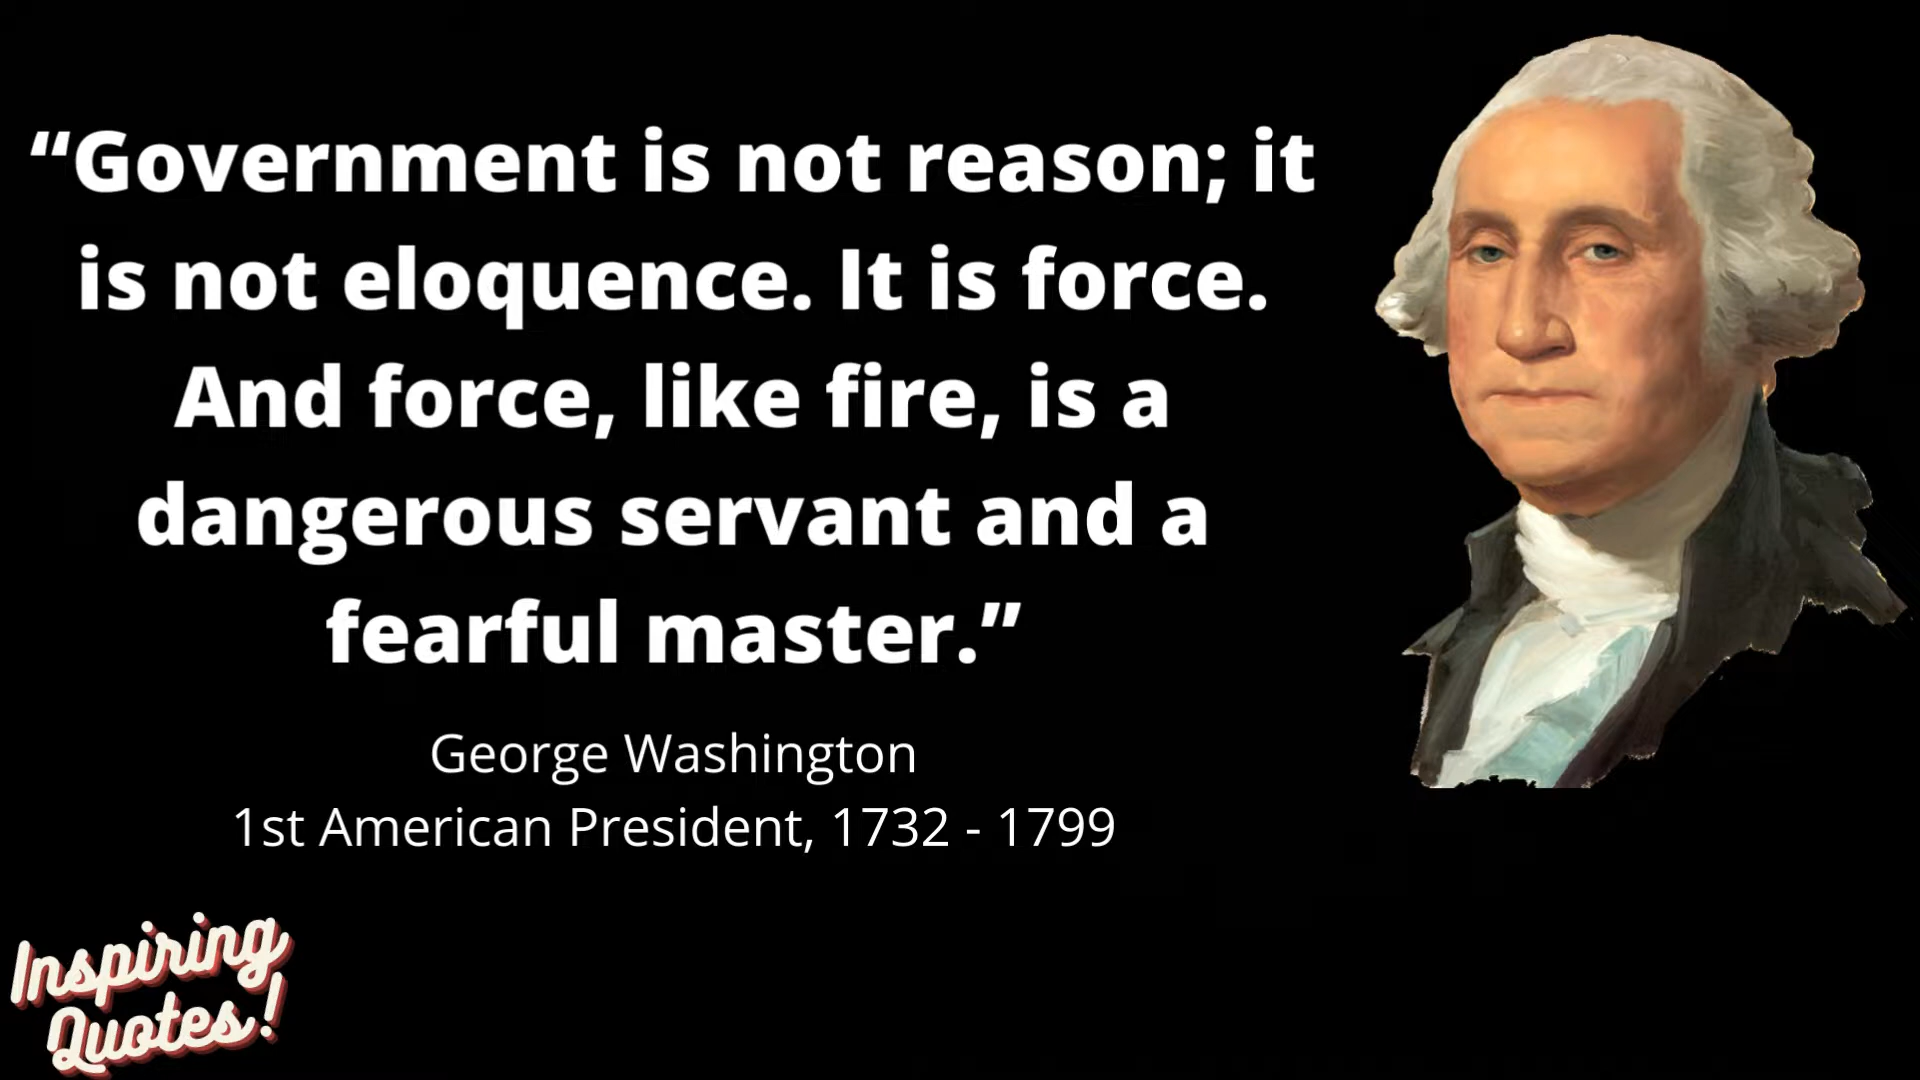 “Government is not reason; it
is not eloquence. It is force.
And force, like fire, is a
dangerous servant and a
fearful master.”
George Washington
1st American President, 1732 - 1799
Inspiring
Quotes!